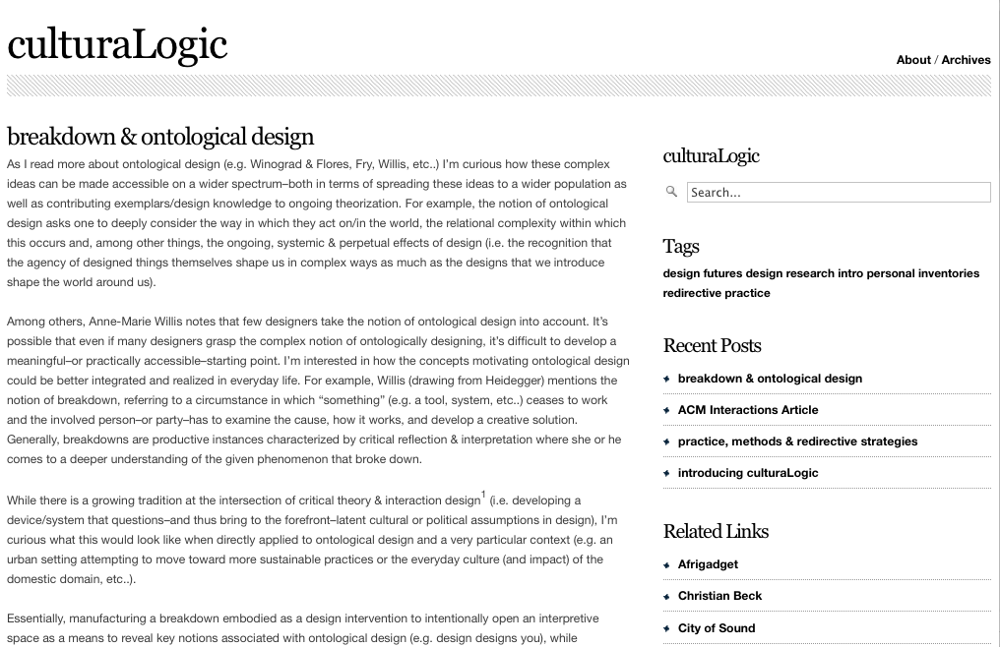 culturaLogic
About / Archives
breakdown & ontological design
As I read more about ontological design (e.g. Winograd & Flores, Fry, Willis, etc..) I'm curious how these complex
ideas can be made accessible on a wider spectrum–both in terms of spreading these ideas to a wider population as
well as contributing exemplars/design knowledge to ongoing theorization. For example, the notion of ontological
design asks one to deeply consider the way in which they act on/in the world, the relational complexity within which
this occurs and, among other things, the ongoing, systemic & perpetual effects of design (i.e. the recognition that
the agency of designed things themselves shape us in complex ways as much as the designs that we introduce
shape the world around us).
Among others, Anne-Marie Willis notes that few designers take the notion of ontological design into account. It's
possible that even if many designers grasp the complex notion of ontologically designing, it's difficult to develop a
meaningful–or practically accessible–starting point. I'm interested in how the concepts motivating ontological design
could be better integrated and realized in everyday life. For example, Willis (drawing from Heidegger) mentions the
notion of breakdown, referring to a circumstance in which “something” (e.g. a tool, system, etc..) ceases to work
and the involved person–or party–has to examine the cause, how it works, and develop a creative solution.
Generally, breakdowns are productive instances characterized by critical reflection & interpretation where she or he
comes to a deeper understanding of the given phenomenon that broke down.
While there is a growing tradition at the intersection of critical theory & interaction design1 (i.e. developing a
device/system that questions–and thus bring to the forefront–latent cultural or political assumptions in design), I'm
curious what this would look like when directly applied to ontological design and a very particular context (e.g. an
urban setting attempting to move toward more sustainable practices or the everyday culture (and impact) of the
domestic domain, etc..).
Essentially, manufacturing a breakdown embodied as a design intervention to intentionally open an interpretive
space as a means to reveal key notions associated with ontological design (e.g. design designs you), while
culturaLogic
Search...
Tags
design futures design research intro personal inventories
redirective practice
Recent Posts
breakdown & ontological design
ACM Interactions Article
practice, methods & redirective strategies
introducing culturaLogic
Related Links
Afrigadget
Christian Beck
City of Sound